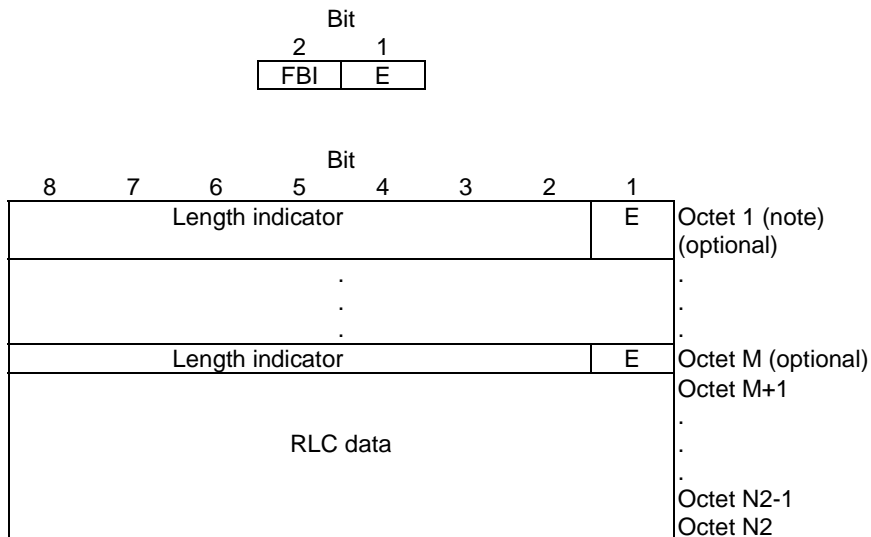 Bit
2 1
FBI E
Bit
8 7 6 5 4 3 2 1
Length indicator E Octet 1 (note)
(optional)
. .
. .
. .
Length indicator E Octet M (optional)
Octet M+1
.
RLC data .
.
Octet N2-1
Octet N2